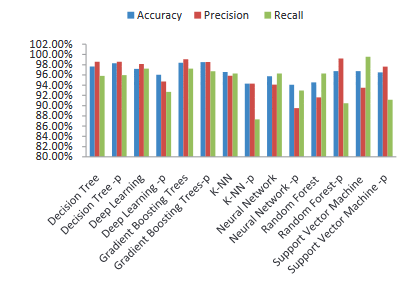 Accuracy Precision Recall
102.00%
100.00%
98.00%
96.00%
94.00%
92.00%
90.00%
88.00%
86.00%
84.00%
82.00%
80.00%
Decision Tree
Decision Tree -p
Deep Learning
Deep Learning -p
Gradient Boosting Trees
Gradient Boosting Trees-p
K-NN
K-NN -p
Neural Network
Neural Network -p
Random Forest
Random Forest-p
Support Vector Machine
Support Vector Machine -p